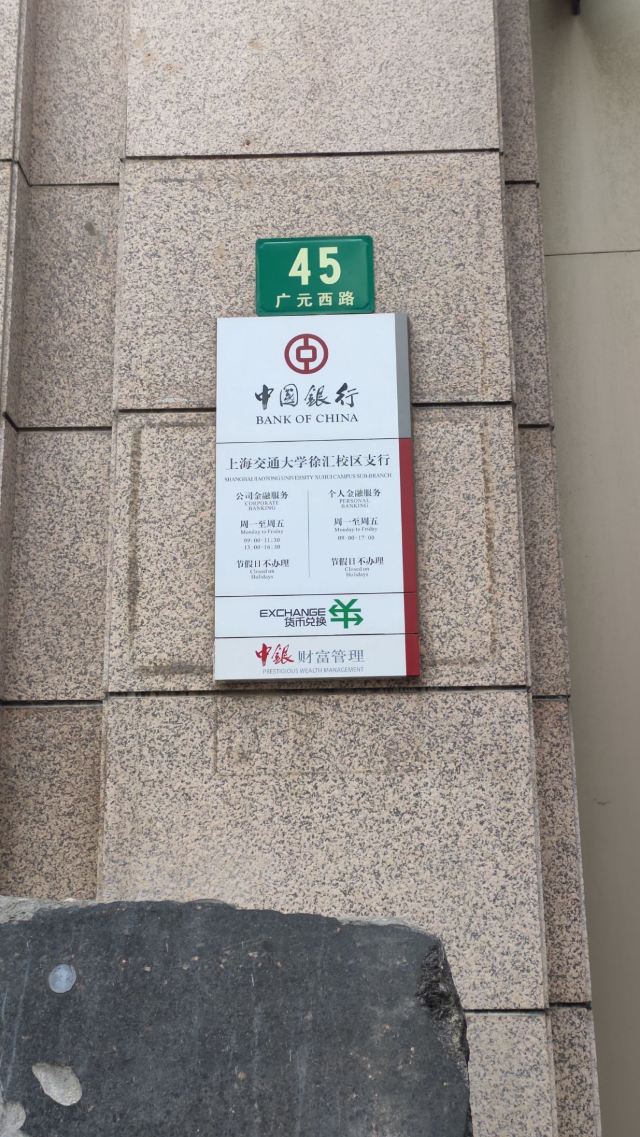 45
广元西路
中國銀行
BANK OF CHINA
上海交通大学徐汇校区支行
SHANGHAI JIAOTONG UNIVERSITY XUHUI CAMPUS SUB-BRANCH
公司金融服务
CORPORATE
BANKING
周一至周五
Monday to Friday
09:00-11:30
13:00-16:30
节假日不办理
Closed on
Holidays
个人金融服务
PERSONAL
BANKING
周一至周五
Monday to Friday
09:00-17:00
节假日不办理
Closed on
Holidays
EXCHANGE
货币兑换
中銀 财富管理
PRESTIGIOUS WEALTH MANAGEMENT